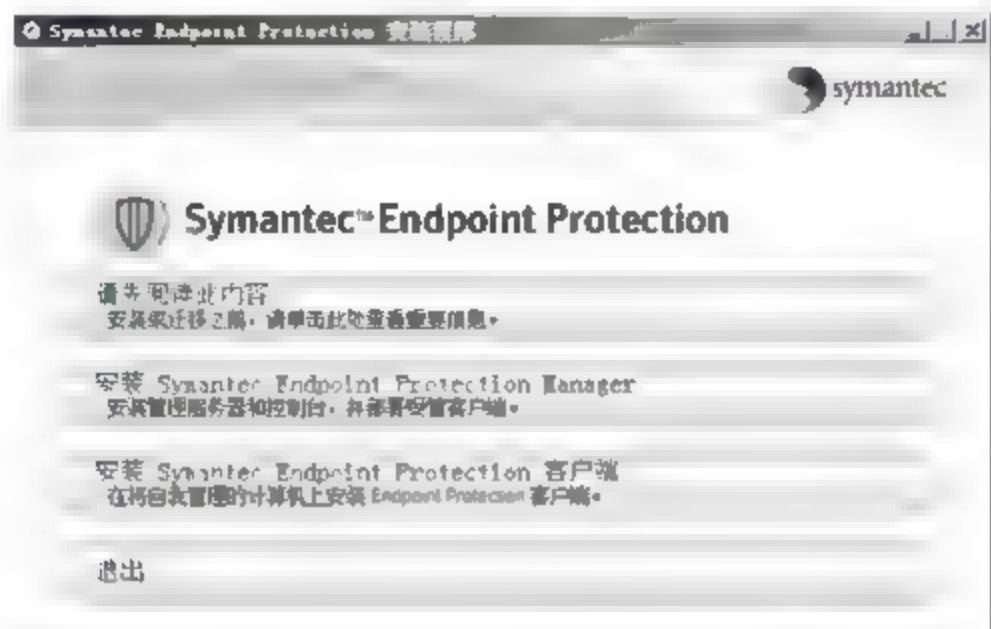 Symantec Endpoint Protection 安装程序
symantec
Symantec™ Endpoint Protection
请先阅读此内容
安装或迁移之前，请单击此处查看重要信息。
安装 Symantec Endpoint Protection Manager
安装管理服务器和控制台，并部署受管客户端。
安装 Symantec Endpoint Protection 客户端
在将自我管理的计算机上安装 Endpoint Protection 客户端。
退出